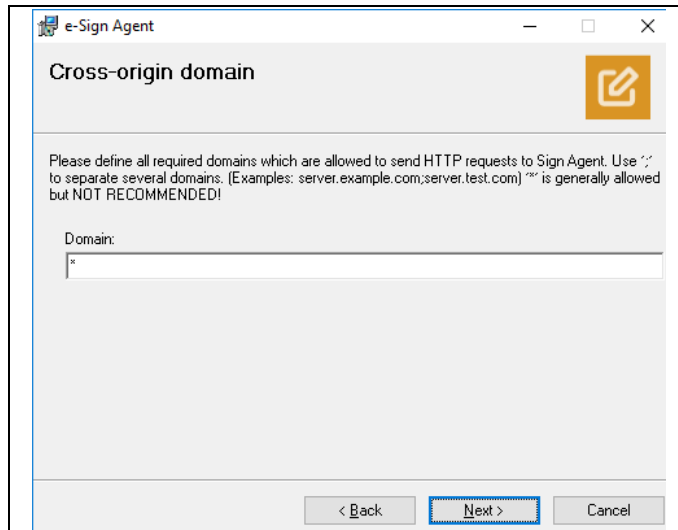 e-Sign Agent
Cross-origin domain
Please define all required domains which are allowed to send HTTP requests to Sign Agent. Use ';'
to separate several domains. (Examples: server.example.com;server.test.com) '*' is generally allowed
but NOT RECOMMENDED!
Domain:
*
< Back
Next >
Cancel